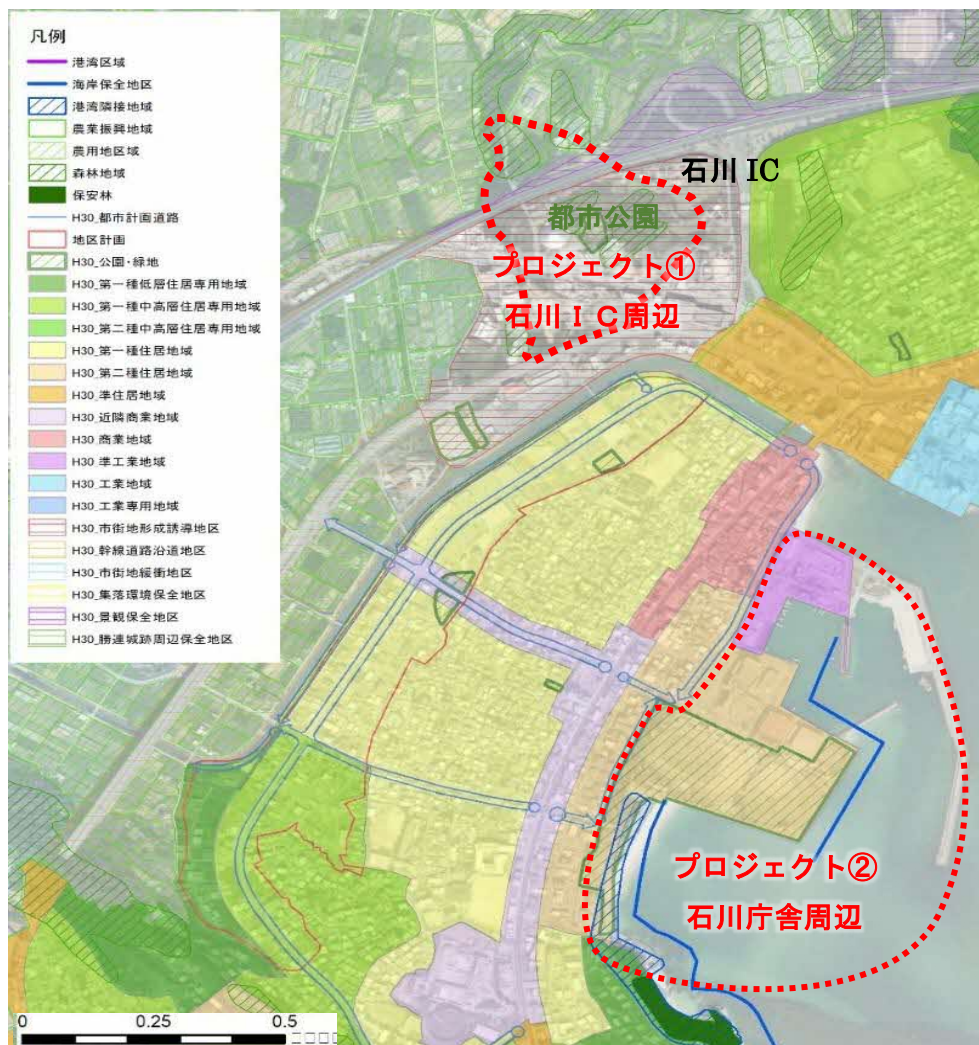 凡例
港湾区域
海岸保全地区
港湾隣接地域
農業振興地域
農用地区域
森林地域
保安林
H30_都市計画道路
地区計画
H30_公園・緑地
H30_第一種低層住居専用地域
H30_第一種中高層住居専用地域
H30_第二種中高層住居専用地域
H30_第一種住居地域
H30_第二種住居地域
H30_準住居地域
H30_近隣商業地域
H30_商業地域
H30_準工業地域
H30_工業地域
H30_工業専用地域
H30_市街地形成誘導地区
H30_幹線道路沿道地区
H30_市街地緩衝地区
H30_集落環境保全地区
H30_景観保全地区
H30_勝連城跡周辺保全地区
石川 IC
都市公園
プロジェクト①
石川ＩＣ周辺
プロジェクト②
石川庁舎周辺
0 0.25 0.5